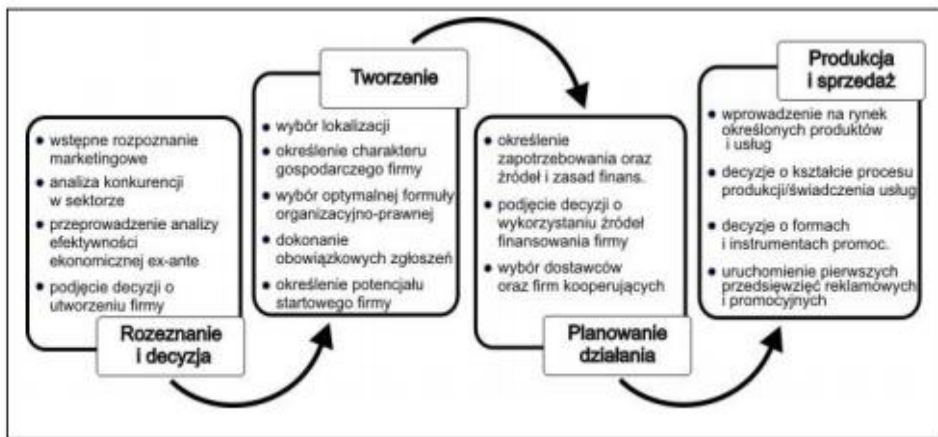 wstępne rozpoznanie
marketingowe
analiza konkurencji
w sektorze
przeprowadzenie analizy
efektywności
ekonomicznej ex-ante
podjęcie decyzji o
utworzeniu firmy
Rozeznanie
i decyzja
Tworzenie
wybór lokalizacji
określenie charakteru
gospodarczego firmy
wybór optymalnej formuły
organizacyjno-prawnej
dokonanie
obowiązkowych zgłoszeń
określenie potencjału
startowego firmy
określenie
zapotrzebowania oraz
źródeł i zasad finans.
podjęcie decyzji o
wykorzystaniu źródeł
finansowania firmy
wybór dostawców
oraz firm kooperujących
Planowanie
działania
Produkcja
i sprzedaż
wprowadzenie na rynek
określonych produktów
i usług
decyzje o kształcie procesu
produkcji/świadczenia usług
decyzje o formach
i instrumentach promoc.
uruchomienie pierwszych
przedsięwzięć reklamowych
i promocyjnych